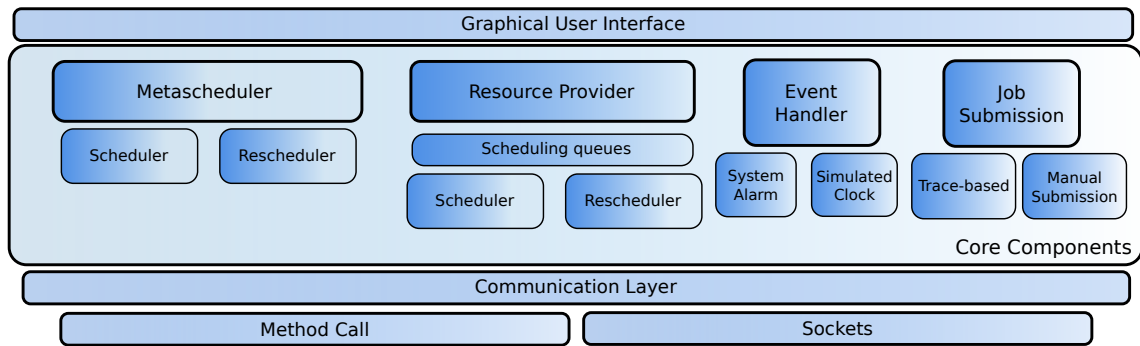 Graphical User Interface
Metascheduler
Scheduler
Rescheduler
Resource Provider
Scheduling queues
Scheduler
Rescheduler
Event
Handler
System
Alarm
Simulated
Clock
Job
Submission
Trace-based
Manual
Submission
Core Components
Communication Layer
Method Call
Sockets